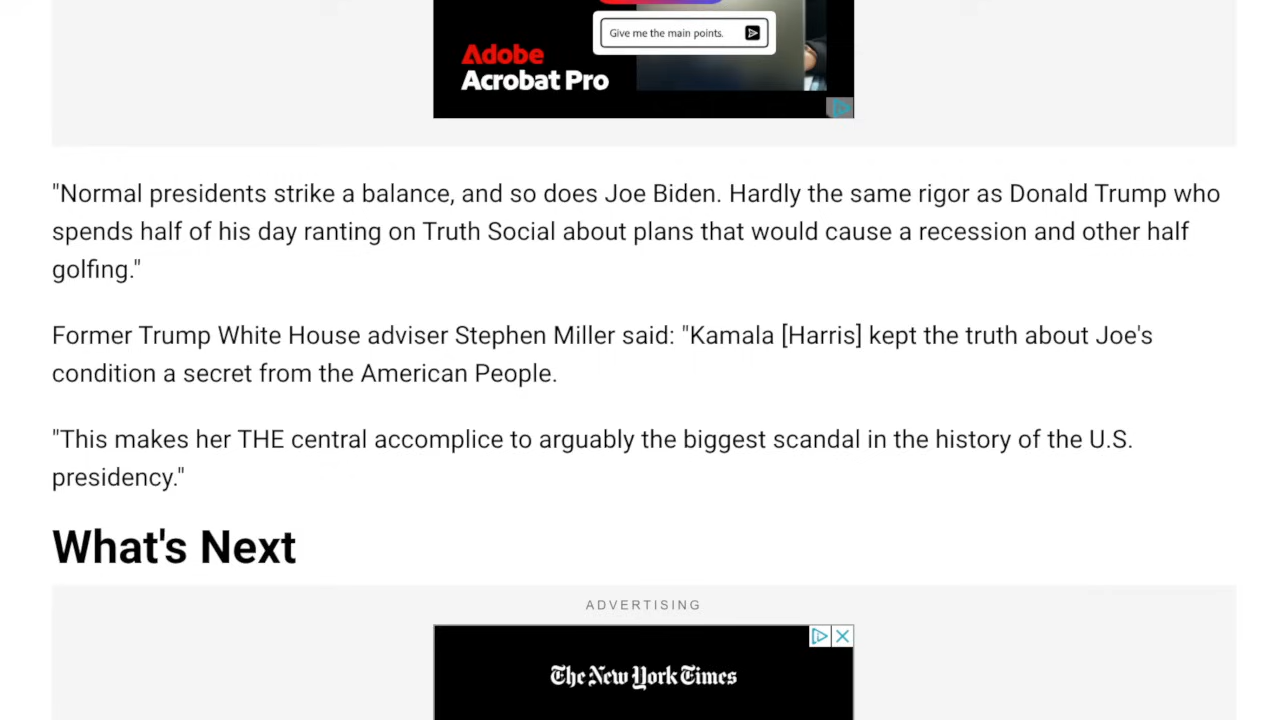 Give me the main points.
Adobe
Acrobat Pro
"Normal presidents strike a balance, and so does Joe Biden. Hardly the same rigor as Donald Trump who
spends half of his day ranting on Truth Social about plans that would cause a recession and other half
golfing."
Former Trump White House adviser Stephen Miller said: "Kamala [Harris] kept the truth about Joe's
condition a secret from the American People.
"This makes her THE central accomplice to arguably the biggest scandal in the history of the U.S.
presidency."
What's Next
ADVERTISING
The New York Times